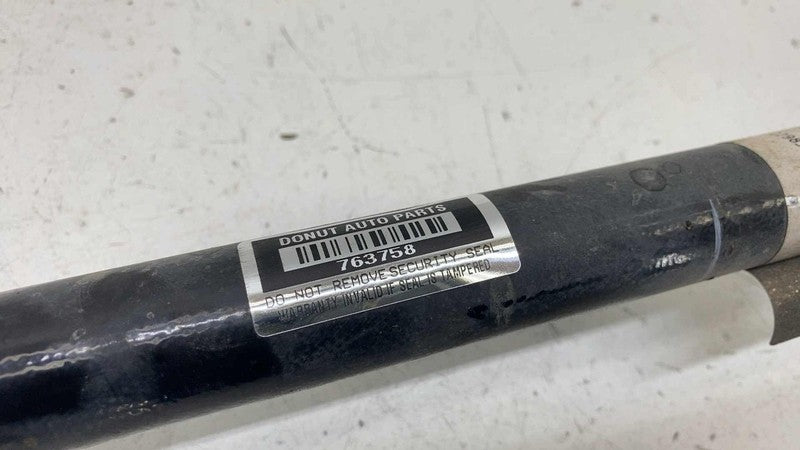 DONUT AUTO PARTS
763758
DO NOT REMOVE SECURITY SEAL
WARRANTY INVALID IF SEAL IS TAMPERED